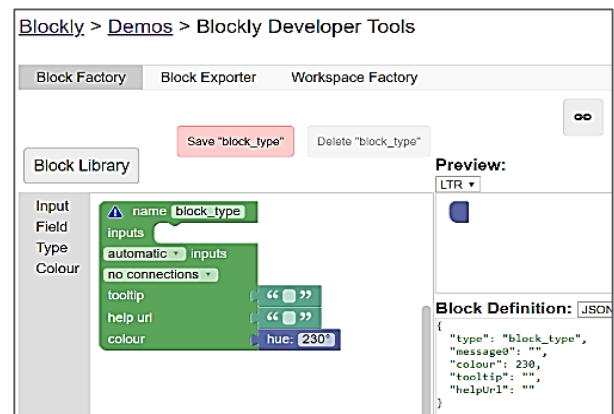 Blockly > Demos > Blockly Developer Tools
Block Factory Block Exporter Workspace Factory
Save "block_type" Delete "block_type"
Block Library
Preview:
LTR ▾
Input
Field
Type
Colour
name block_type
inputs
automatic ▾ inputs
no connections ▾
tooltip “ ”
help url “ ”
colour hue: 230°
Block Definition: JSON
{
"type": "block_type",
"message0": "",
"colour": 230,
"tooltip": "",
"helpUrl": ""
}